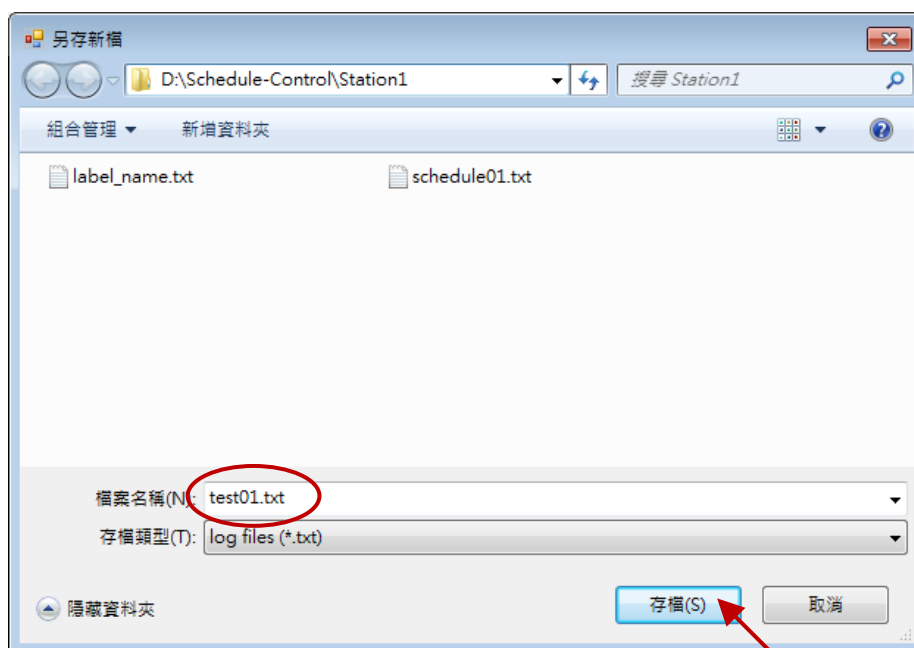 另存新檔
D:\Schedule-Control\Station1 搜尋 Station1
組合管理 新增資料夾
label_name.txt schedule01.txt
檔案名稱(N): test01.txt
存檔類型(T): log files (*.txt)
隱藏資料夾 存檔(S) 取消